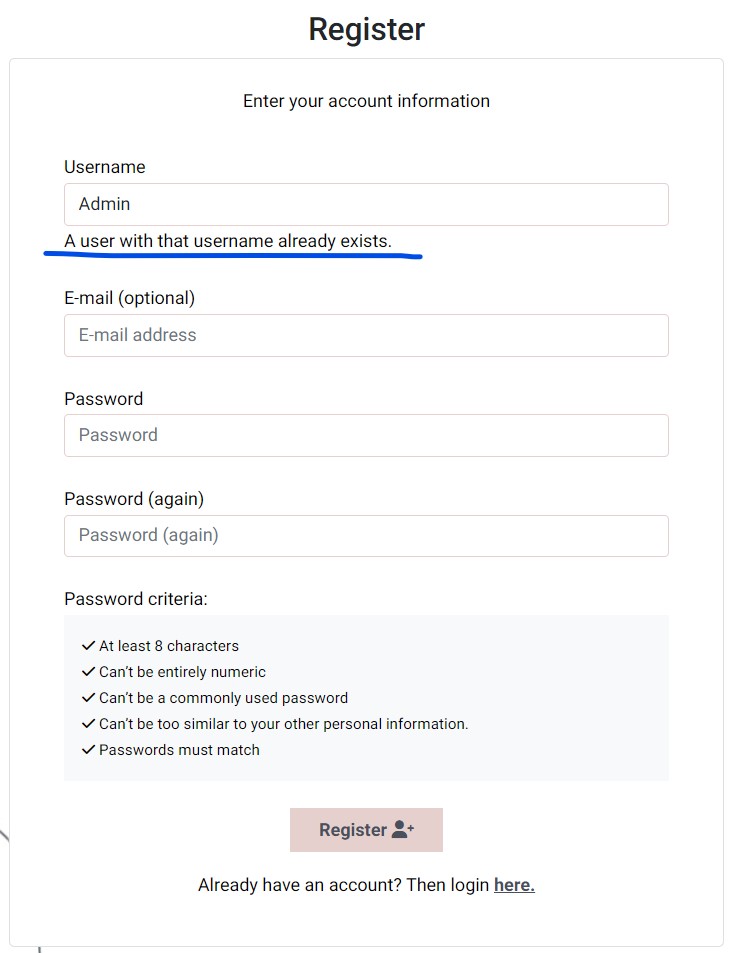 Register
Enter your account information
Username
Admin
A user with that username already exists.
E-mail (optional)
E-mail address
Password
Password
Password (again)
Password (again)
Password criteria:
At least 8 characters
Can't be entirely numeric
Can't be a commonly used password
Can't be too similar to your other personal information.
Passwords must match
Register
Already have an account? Then login here.